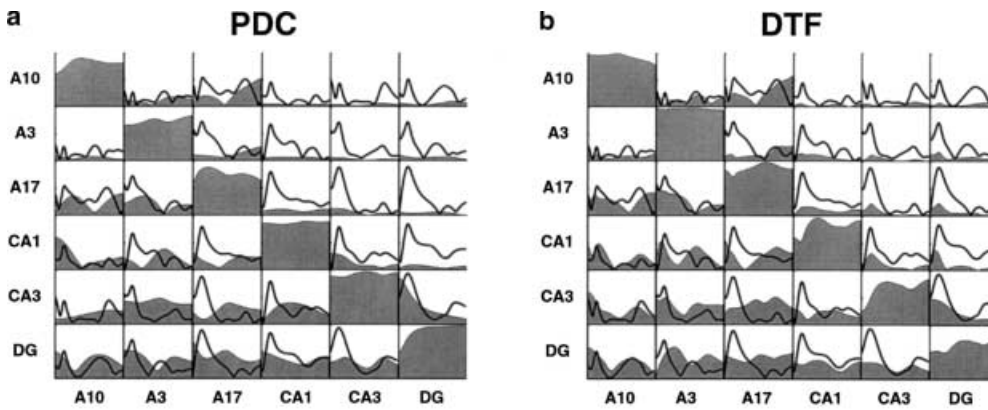 a PDC b DTF
A10 A10
A3 A3
A17 A17
CA1 CA1
CA3 CA3
DG DG
A10 A3 A17 CA1 CA3 DG A10 A3 A17 CA1 CA3 DG